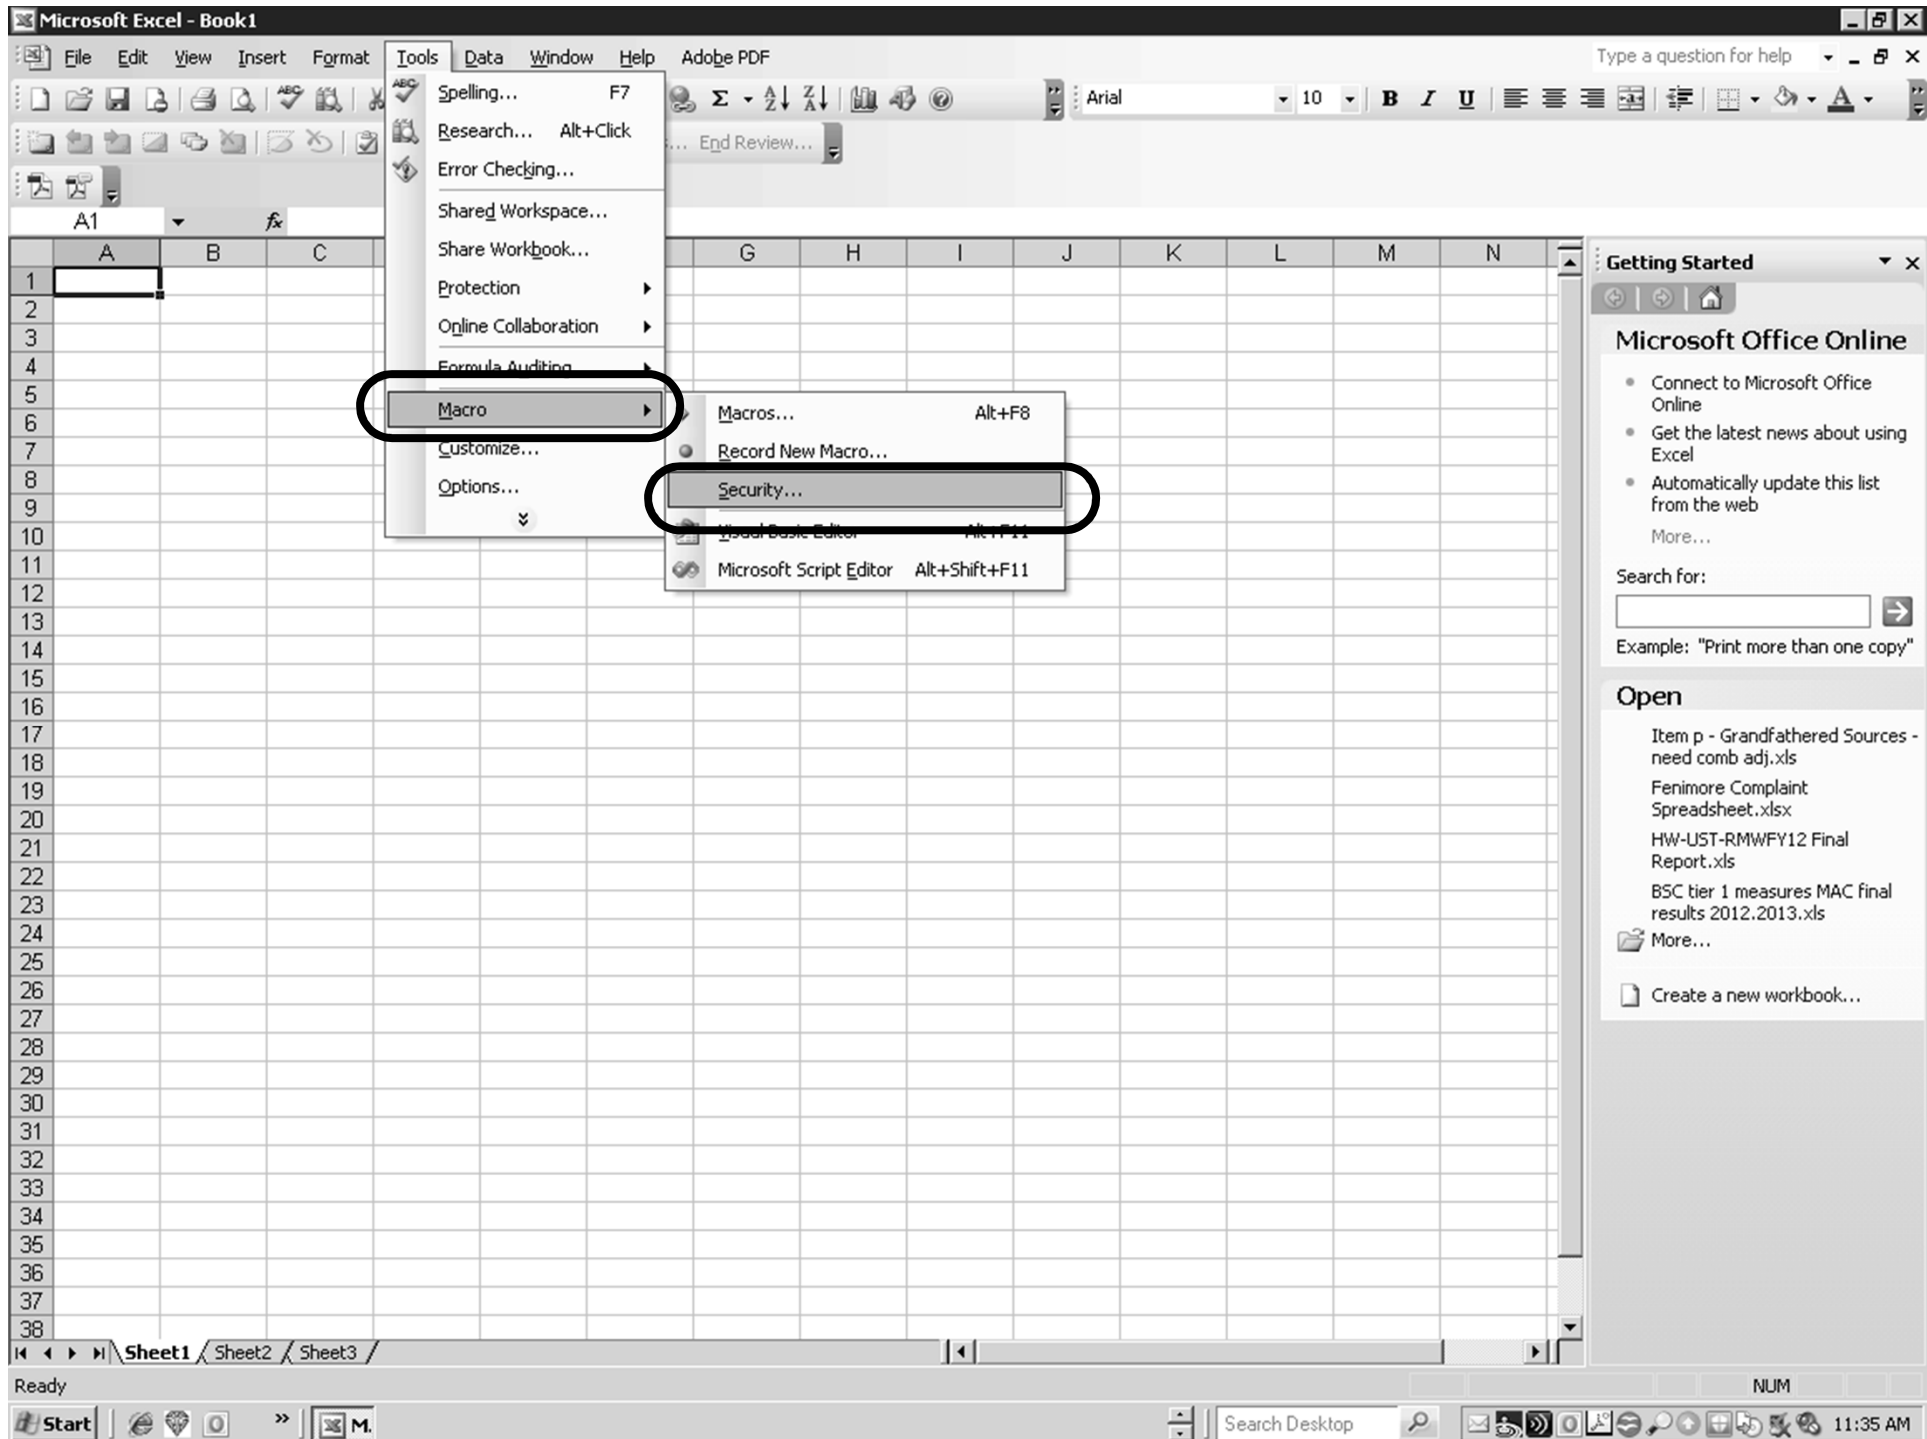 Microsoft Excel - Book1
File Edit View Insert Format Tools Data Window Help Adobe PDF
Type a question for help
Arial 10 B I U
... End Review...
A1 fx
Spelling... F7
Research... Alt+Click
Error Checking...
Shared Workspace...
Share Workbook...
Protection
Online Collaboration
Formula Auditing
Macro
Customize...
Options...
Macros... Alt+F8
Record New Macro...
Security...
Visual Basic Editor Alt+F11
Microsoft Script Editor Alt+Shift+F11
A B C G H I J K L M N
1
2
3
4
5
6
7
8
9
10
11
12
13
14
15
16
17
18
19
20
21
22
23
24
25
26
27
28
29
30
31
32
33
34
35
36
37
38
Getting Started
Microsoft Office Online
Connect to Microsoft Office
Online
Get the latest news about using
Excel
Automatically update this list
from the web
More...
Search for:
Example: "Print more than one copy"
Open
Item p - Grandfathered Sources -
need comb adj.xls
Fenimore Complaint
Spreadsheet.xlsx
HW-UST-RMWFY12 Final
Report.xls
BSC tier 1 measures MAC final
results 2012.2013.xls
More...
Create a new workbook...
Sheet1 Sheet2 Sheet3
Ready
NUM
Start
M.
Search Desktop
11:35 AM